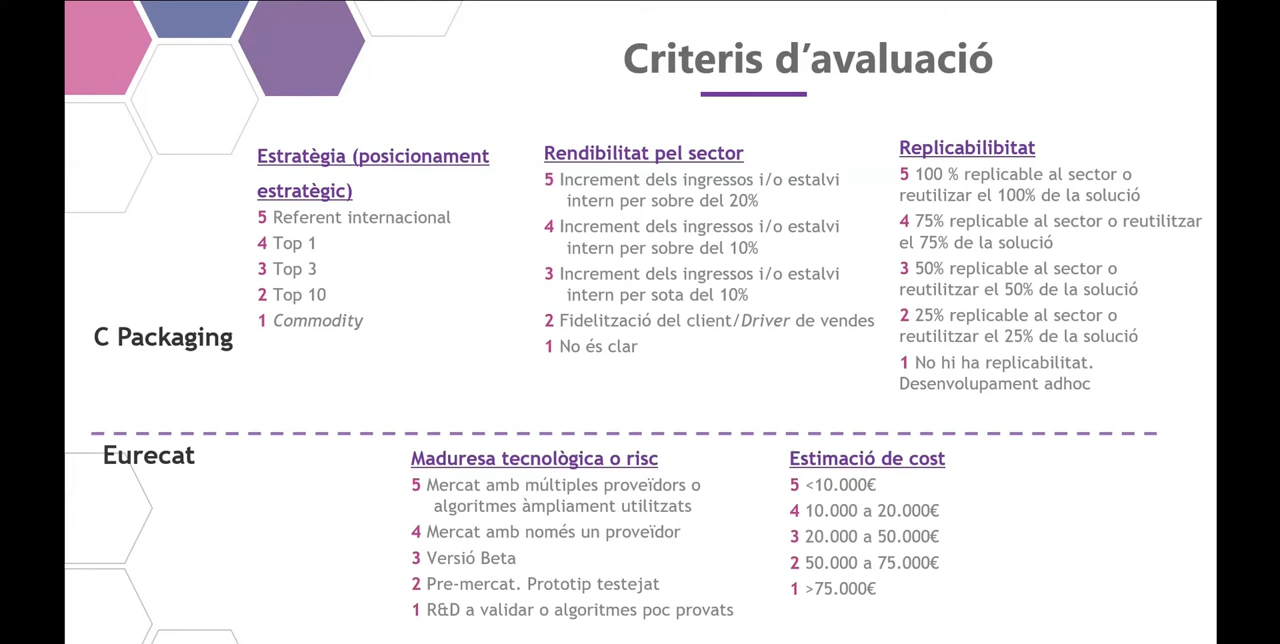 Criteris d'avaluació
C Packaging
Estratègia (posicionament
estratègic)
5 Referent internacional
4 Top 1
3 Top 3
2 Top 10
1 Commodity
Rendibilitat pel sector
5 Increment dels ingressos i/o estalvi
intern per sobre del 20%
4 Increment dels ingressos i/o estalvi
intern per sobre del 10%
3 Increment dels ingressos i/o estalvi
intern per sota del 10%
2 Fidelització del client/Driver de vendes
1 No és clar
Replicabilibitat
5 100 % replicable al sector o
reutilizar el 100% de la solució
4 75% replicable al sector o reutilitzar
el 75% de la solució
3 50% replicable al sector o
reutilitzar el 50% de la solució
2 25% replicable al sector o
reutilitzar el 25% de la solució
1 No hi ha replicabilitat.
Desenvolupament adhoc
Eurecat
Maduresa tecnològica o risc
5 Mercat amb múltiples proveïdors o
algoritmes àmpliament utilitzats
4 Mercat amb només un proveïdor
3 Versió Beta
2 Pre-mercat. Prototip testejat
1 R&D a validar o algoritmes poc provats
Estimació de cost
5 <10.000€
4 10.000 a 20.000€
3 20.000 a 50.000€
2 50.000 a 75.000€
1 >75.000€